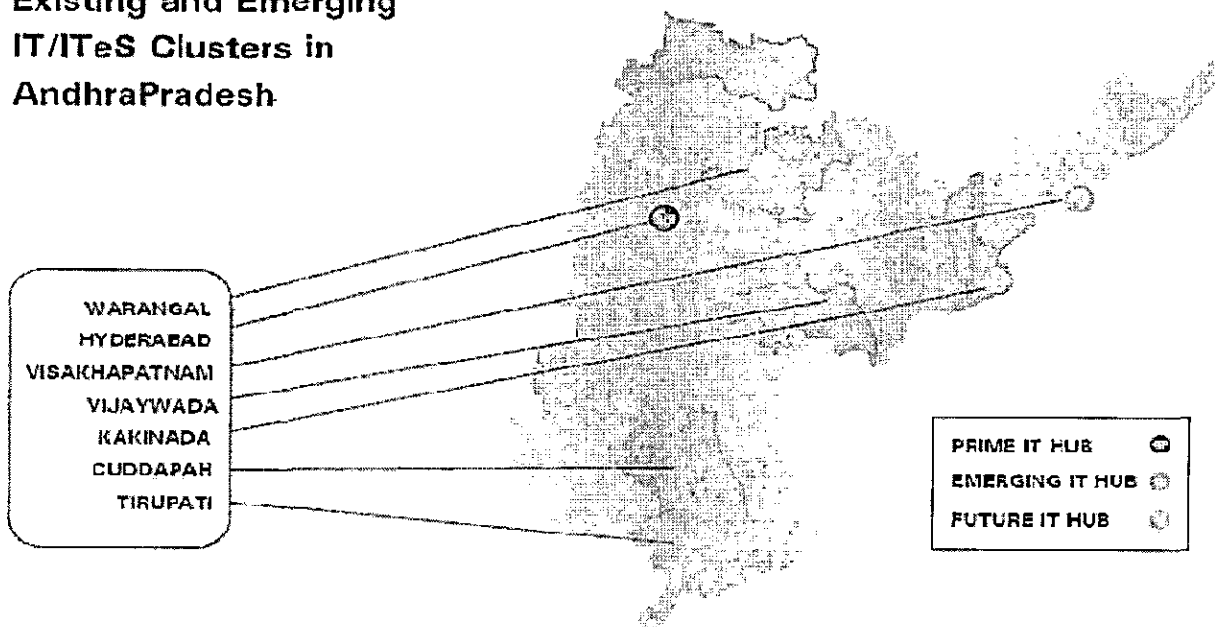 Existing and Emerging
IT/ITeS Clusters in
AndhraPradesh
WARANGAL
HYDERABAD
VISAKHAPATNAM
VIJAYWADA
KAKINADA
CUDDAPAH
TIRUPATI
PRIME IT HUB
EMERGING IT HUB
FUTURE IT HUB